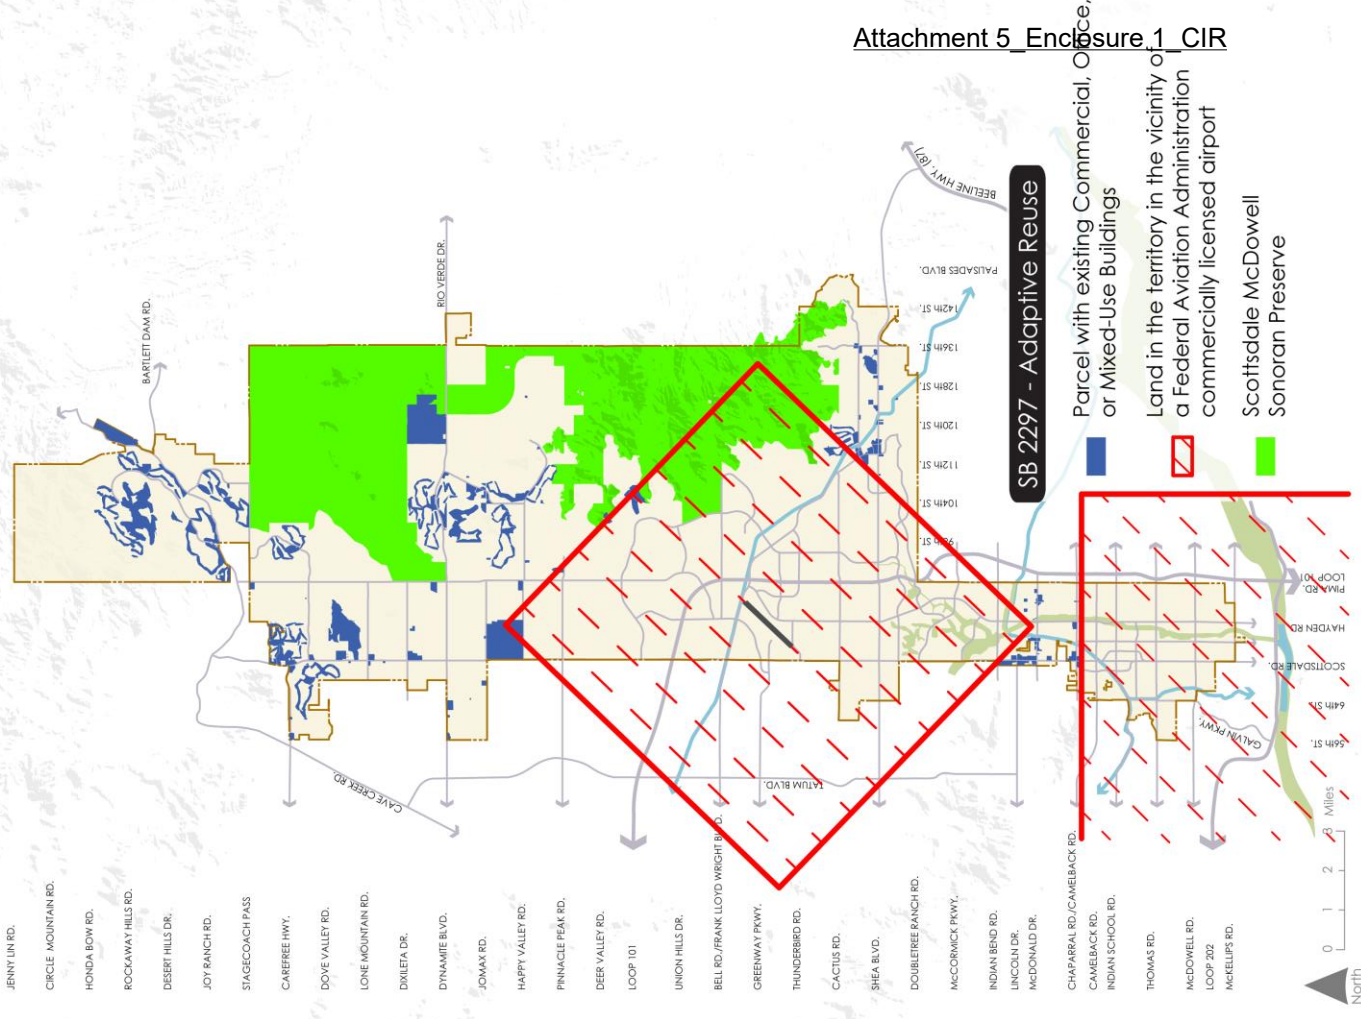 Attachment 5_Enclosure 1_CIR
SB 2297 - Adaptive Reuse
Parcel with existing Commercial, Office,
or Mixed-Use Buildings
Land in the territory in the vicinity of
a Federal Aviation Administration
commercially licensed airport
Scottsdale McDowell
Sonoran Preserve
JENNY LIN RD.
CIRCLE MOUNTAIN RD.
HONDA BOW RD.
ROCKAWAY HILLS RD.
DESERT HILLS DR.
JOY RANCH RD.
STAGECOACH PASS
CAREFREE HWY.
DOVE VALLEY RD.
LONE MOUNTAIN RD.
DIXILETA DR.
DYNAMITE BLVD.
JOMAX RD.
HAPPY VALLEY RD.
PINNACLE PEAK RD.
DEER VALLEY RD.
LOOP 101
UNION HILLS DR.
BELL RD./FRANK LLOYD WRIGHT BLVD.
GREENWAY PKWY.
THUNDERBIRD RD.
CACTUS RD.
SHEA BLVD.
DOUBLETREE RANCH RD.
McCORMICK PKWY.
INDIAN BEND RD.
LINCOLN DR.
McDONALD DR.
CHAPARRAL RD./CAMELBACK RD.
CAMELBACK RD.
INDIAN SCHOOL RD.
THOMAS RD.
McDOWELL RD.
LOOP 202
McKELLIPS RD.
BARTLETT DAM RD.
RIO VERDE DR.
CAVE CREEK RD.
TATUM BLVD.
BEELINE HWY. (87)
PALISADES BLVD.
142th ST.
136th ST.
128th ST.
120th ST.
112th ST.
104th ST.
96th ST.
LOOP 101
PIMA RD.
HAYDEN RD.
SCOTTSDALE RD.
64th ST.
56th ST.
GALVIN PKWY.
0 1 2 3 Miles
North